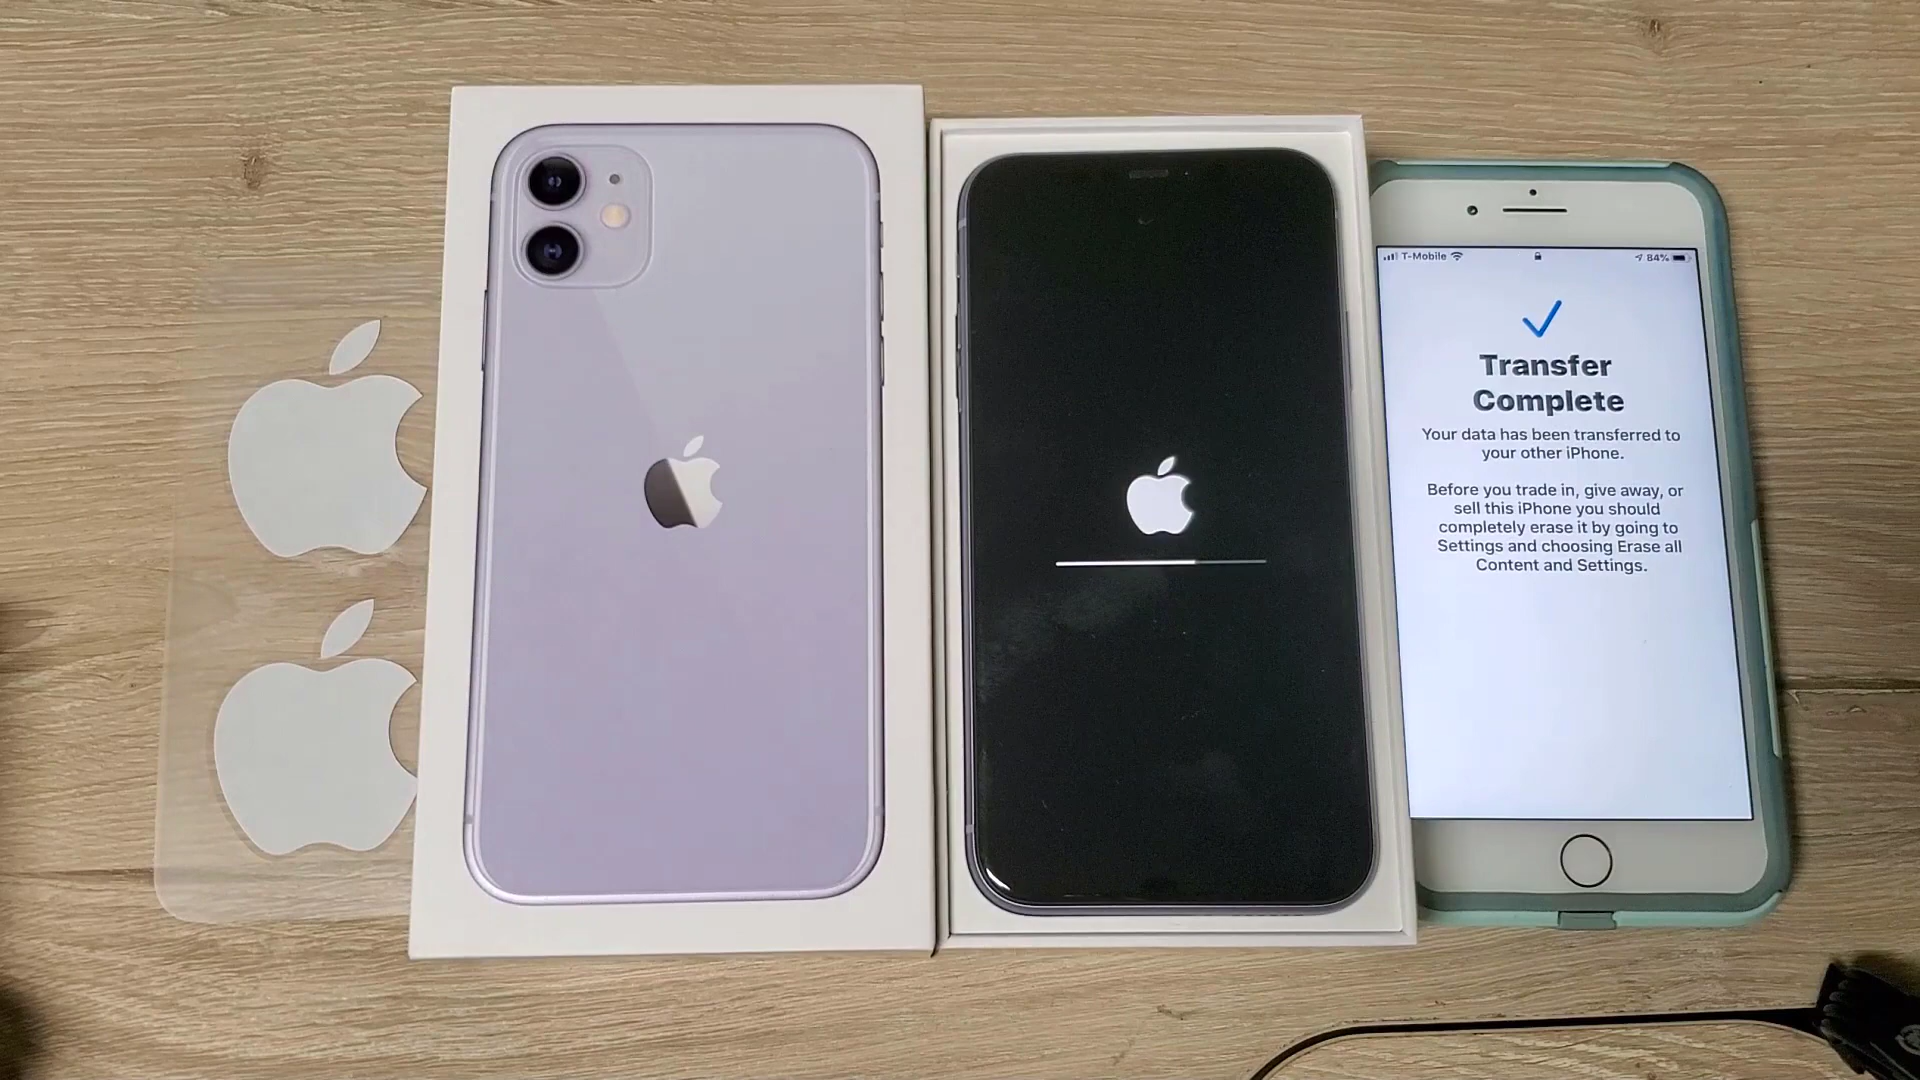 T-Mobile 84%
Transfer
Complete
Your data has been transferred to
your other iPhone.
Before you trade in, give away, or
sell this iPhone you should
completely erase it by going to
Settings and choosing Erase all
Content and Settings.